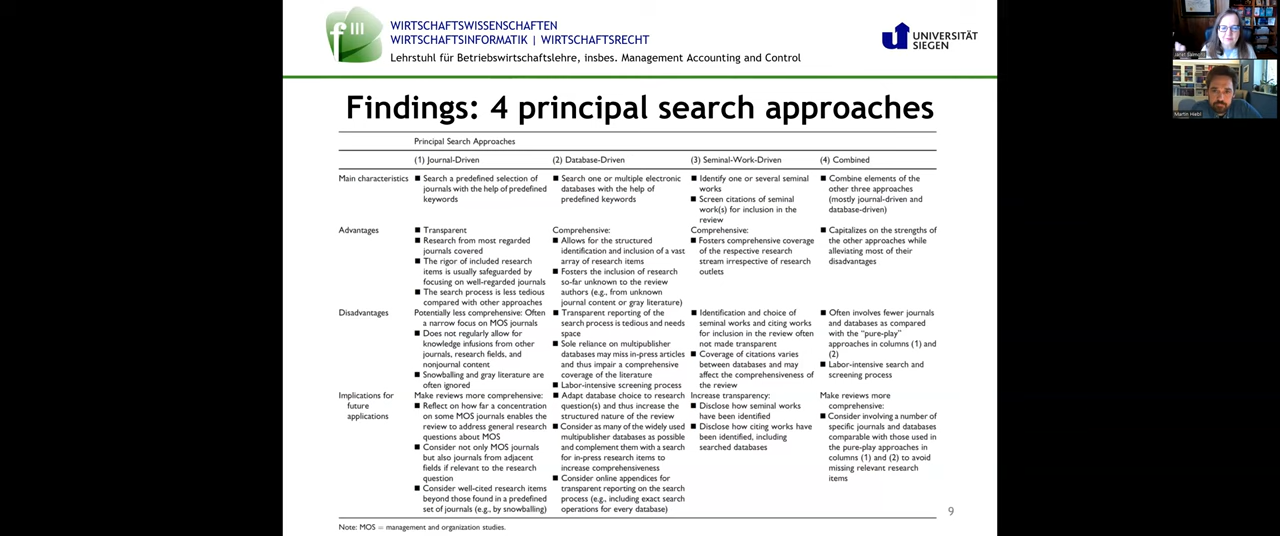 WIRTSCHAFTSWISSENSCHAFTEN
WIRTSCHAFTSINFORMATIK | WIRTSCHAFTSRECHT
Lehrstuhl für Betriebswirtschaftslehre, insbes. Management Accounting and Control
f III
UNIVERSITÄT
SIEGEN
Findings: 4 principal search approaches
Principal Search Approaches
(1) Journal-Driven
(2) Database-Driven
(3) Seminal-Work-Driven
(4) Combined
Main characteristics
■ Search a predefined selection of
journals with the help of predefined
keywords
■ Search one or multiple electronic
databases with the help of
predefined keywords
■ Identify one or several seminal
works
■ Screen citations of seminal
work(s) for inclusion in the
review
■ Combine elements of the
other three approaches
(mostly journal-driven and
database-driven)
Advantages
■ Transparent
■ Research from most regarded
journals covered
■ The rigor of included research
items is usually safeguarded by
focusing on well-regarded journals
■ The search process is less tedious
compared with other approaches
Comprehensive:
■ Allows for the structured
identification and inclusion of a vast
array of research items
■ Fosters the inclusion of research
so-far unknown to the review
authors (e.g., from unknown
journal content or gray literature)
Comprehensive:
■ Fosters comprehensive coverage
of the respective research
stream irrespective of research
outlets
■ Capitalizes on the strengths of
the other approaches while
alleviating most of their
disadvantages
Disadvantages
Potentially less comprehensive: Often
a narrow focus on MOS journals
■ Does not regularly allow for
knowledge infusions from other
journals, research fields, and
nonjournal content
■ Snowballing and gray literature are
often ignored
■ Transparent reporting of the
search process is tedious and needs
space
■ Sole reliance on multipublisher
databases may miss in-press articles
and thus impair a comprehensive
coverage of the literature
■ Labor-intensive screening process
■ Identification and choice of
seminal works and citing works
for inclusion in the review often
not made transparent
■ Coverage of citations varies
between databases and may
affect the comprehensiveness of
the review
■ Often involves fewer journals
and databases as compared
with the “pure-play”
approaches in columns (1) and
(2)
■ Labor-intensive search and
screening process
Implications for
future
applications
Make reviews more comprehensive:
■ Reflect on how far a concentration
on some MOS journals enables the
review to address general research
questions about MOS
■ Consider not only MOS journals
but also journals from adjacent
fields if relevant to the research
question
■ Consider well-cited research items
beyond those found in a predefined
set of journals (e.g., by snowballing)
■ Adapt database choice to research
question(s) and thus increase the
structured nature of the review
■ Consider as many of the widely used
multipublisher databases as possible
and complement them with a search
for in-press research items to
increase comprehensiveness
■ Consider online appendices for
transparent reporting on the search
process (e.g., including exact search
operations for every database)
Increase transparency:
■ Disclose how seminal works
have been identified
■ Disclose how citing works have
been identified, including
searched databases
Make reviews more
comprehensive:
■ Consider involving a number of
specific journals and databases
comparable with those used in
the pure-play approaches in
columns (1) and (2) to avoid
missing relevant research
items
9
Note: MOS = management and organization studies.
Janet Salmons
Martin Hiebl